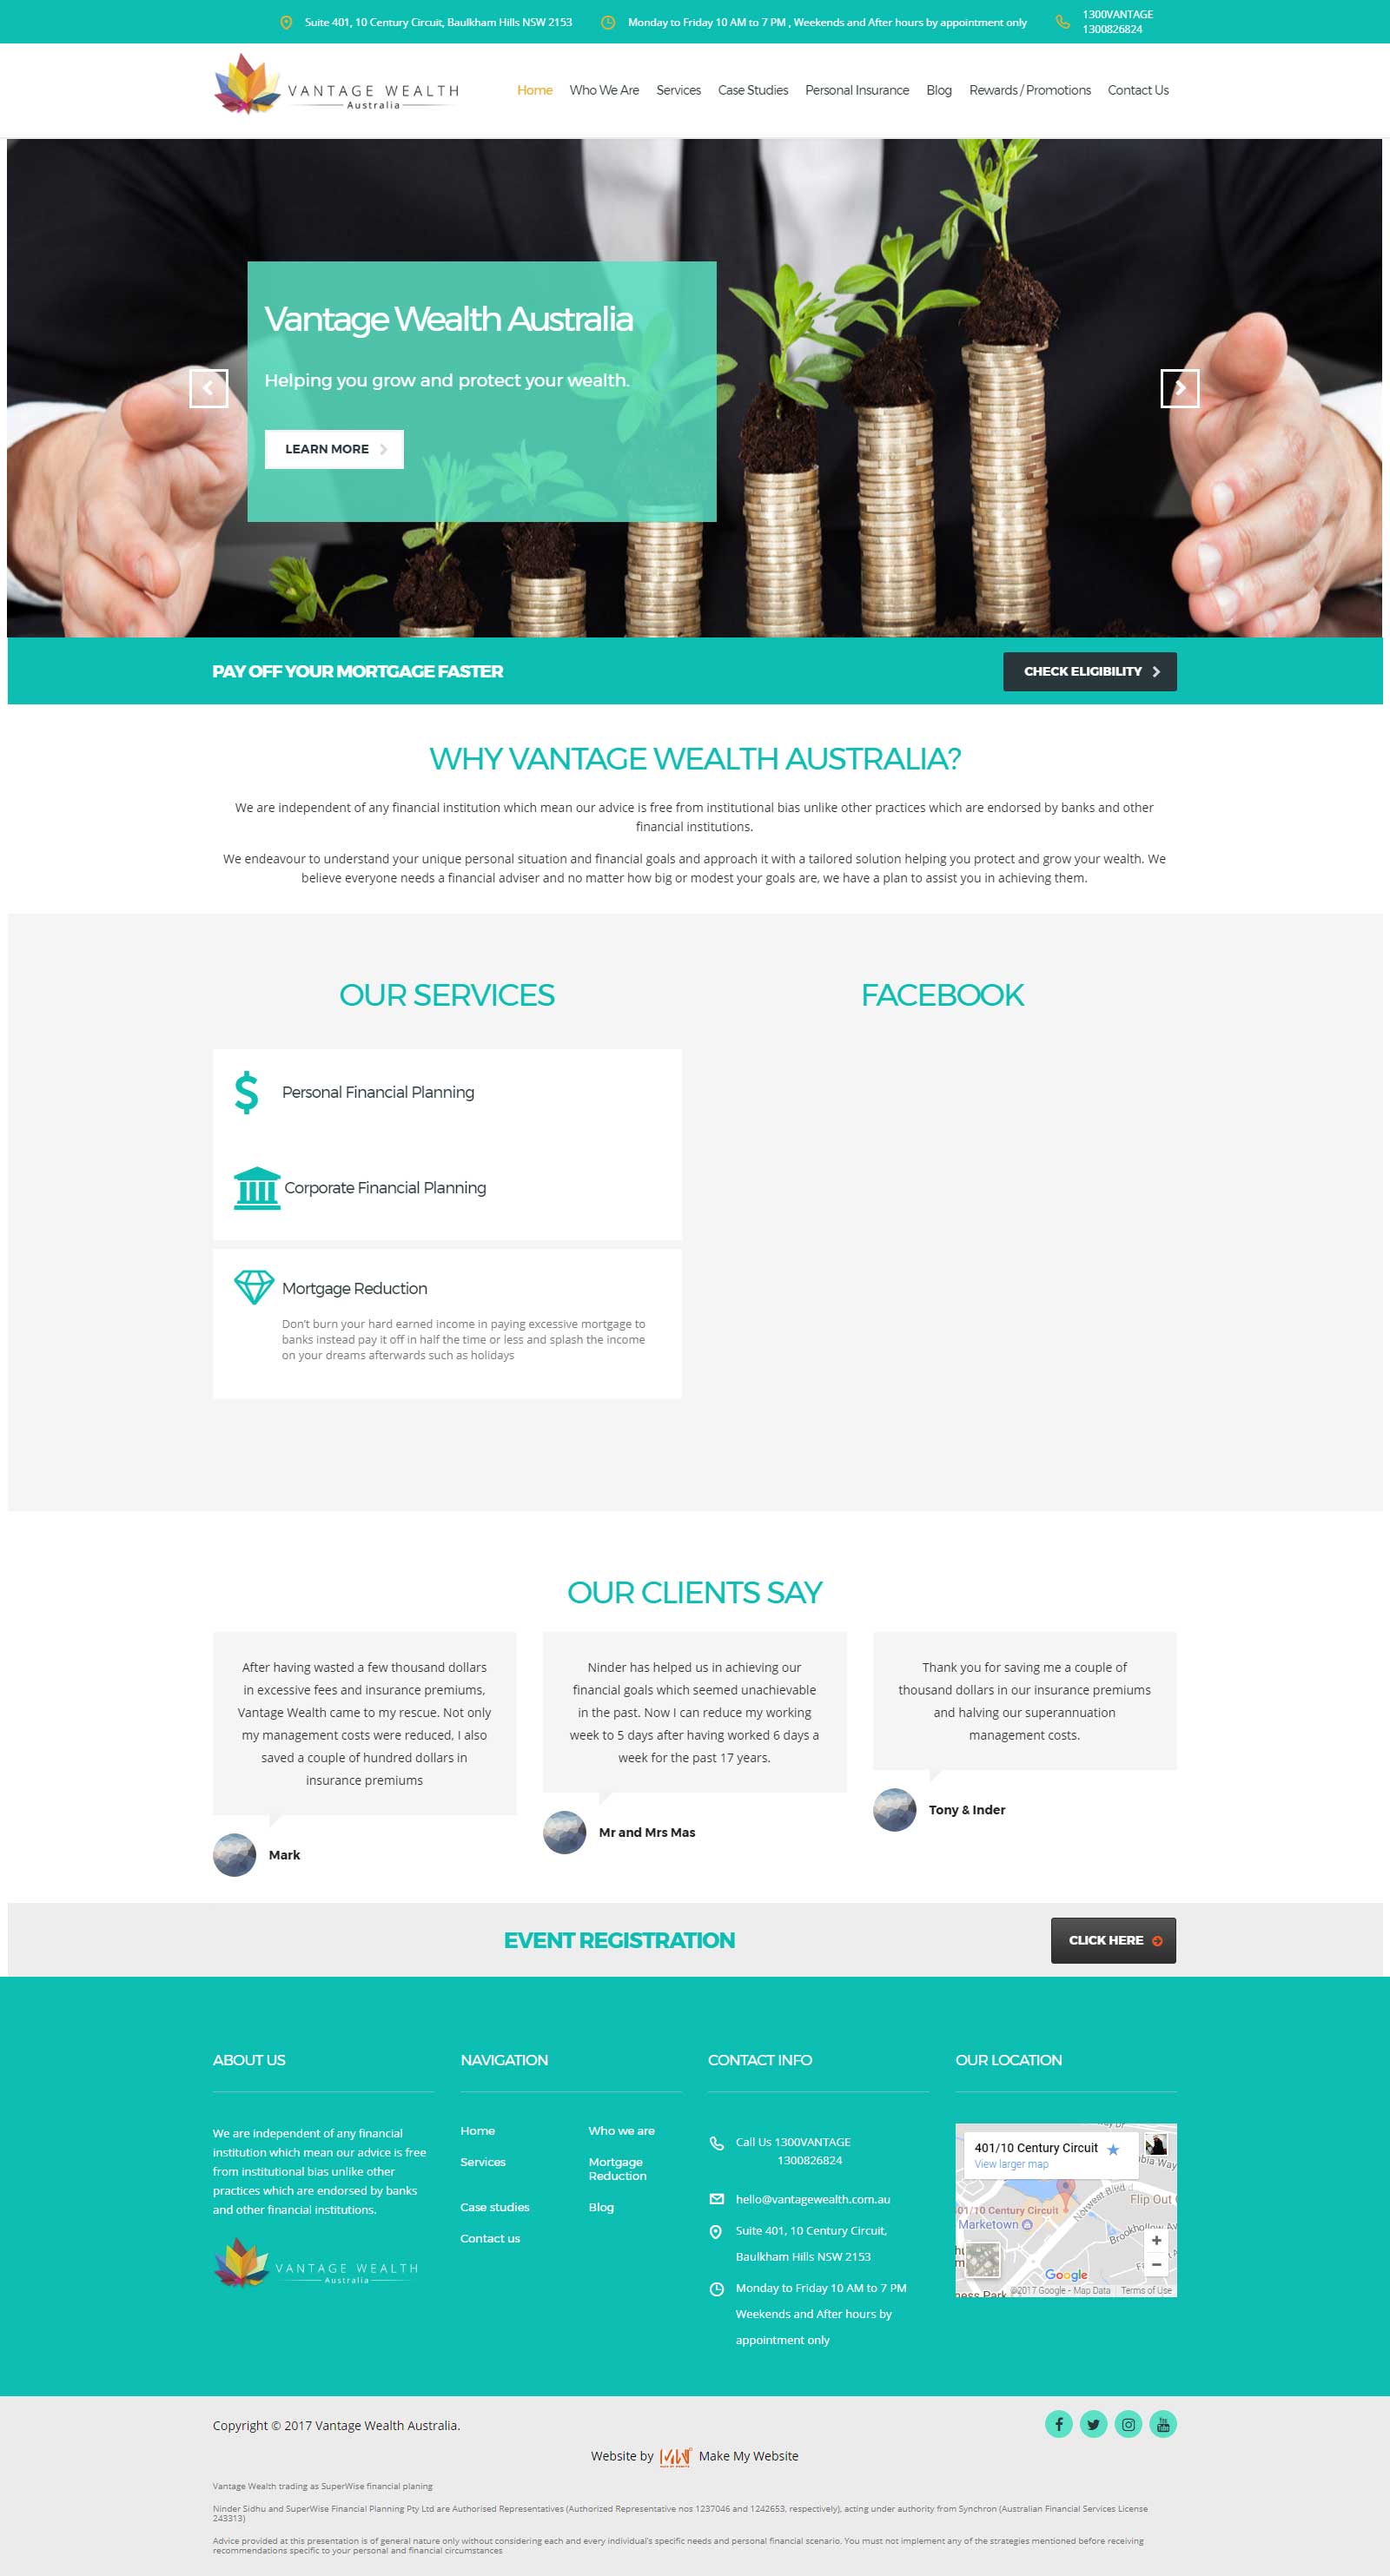 Suite 401, 10 Century Circuit, Baulkham Hills NSW 2153
Monday to Friday 10 AM to 7 PM , Weekends and After hours by appointment only
1300VANTAGE
1300826824
VANTAGE WEALTH
Australia
Home Who We Are Services Case Studies Personal Insurance Blog Rewards / Promotions Contact Us
Vantage Wealth Australia
Helping you grow and protect your wealth.
LEARN MORE
PAY OFF YOUR MORTGAGE FASTER
CHECK ELIGIBILITY
WHY VANTAGE WEALTH AUSTRALIA?
We are independent of any financial institution which mean our advice is free from institutional bias unlike other practices which are endorsed by banks and other
financial institutions.
We endeavour to understand your unique personal situation and financial goals and approach it with a tailored solution helping you protect and grow your wealth. We
believe everyone needs a financial adviser and no matter how big or modest your goals are, we have a plan to assist you in achieving them.
OUR SERVICES
Personal Financial Planning
Corporate Financial Planning
Mortgage Reduction
Don't burn your hard earned income in paying excessive mortgage to
banks instead pay it off in half the time or less and splash the income
on your dreams afterwards such as holidays
FACEBOOK
OUR CLIENTS SAY
After having wasted a few thousand dollars
in excessive fees and insurance premiums,
Vantage Wealth came to my rescue. Not only
my management costs were reduced, I also
saved a couple of hundred dollars in
insurance premiums
Mark
Ninder has helped us in achieving our
financial goals which seemed unachievable
in the past. Now I can reduce my working
week to 5 days after having worked 6 days a
week for the past 17 years.
Mr and Mrs Mas
Thank you for saving me a couple of
thousand dollars in our insurance premiums
and halving our superannuation
management costs.
Tony & Inder
EVENT REGISTRATION
CLICK HERE
ABOUT US
We are independent of any financial
institution which mean our advice is free
from institutional bias unlike other
practices which are endorsed by banks
and other financial institutions.
VANTAGE WEALTH
Australia
NAVIGATION
Home
Who we are
Services
Mortgage
Reduction
Case studies
Blog
Contact us
CONTACT INFO
Call Us 1300VANTAGE
1300826824
hello@vantagewealth.com.au
Suite 401, 10 Century Circuit,
Baulkham Hills NSW 2153
Monday to Friday 10 AM to 7 PM
Weekends and After hours by
appointment only
OUR LOCATION
401/10 Century Circuit
View larger map
Norwest Blvd
Flip Out
401/10 Century Circuit
Marketown
Google
©2017 Google - Map Data Terms of Use
ness Park
Copyright © 2017 Vantage Wealth Australia.
Website by Make My Website
Vantage Wealth trading as SuperWise financial planing
Ninder Sidhu and SuperWise Financial Planning Pty Ltd are Authorised Representatives (Authorized Representative nos 1237046 and 1242653, respectively), acting under authority from Synchron (Australian Financial Services License
243313)
Advice provided at this presentation is of general nature only without considering each and every individual's specific needs and personal financial scenario. You must not implement any of the strategies mentioned before receiving
recommendations specific to your personal and financial circumstances